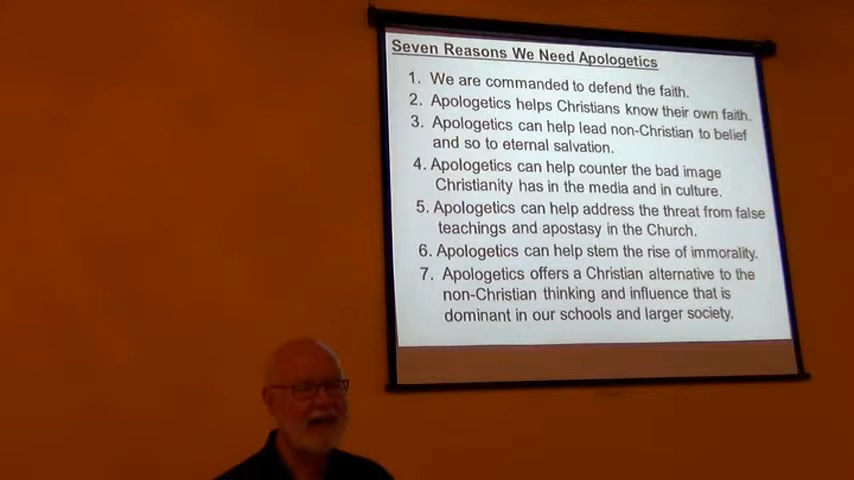 Seven Reasons We Need Apologetics
1. We are commanded to defend the faith.
2. Apologetics helps Christians know their own faith.
3. Apologetics can help lead non-Christian to belief
and so to eternal salvation.
4. Apologetics can help counter the bad image
Christianity has in the media and in culture.
5. Apologetics can help address the threat from false
teachings and apostasy in the Church.
6. Apologetics can help stem the rise of immorality.
7. Apologetics offers a Christian alternative to the
non-Christian thinking and influence that is
dominant in our schools and larger society.